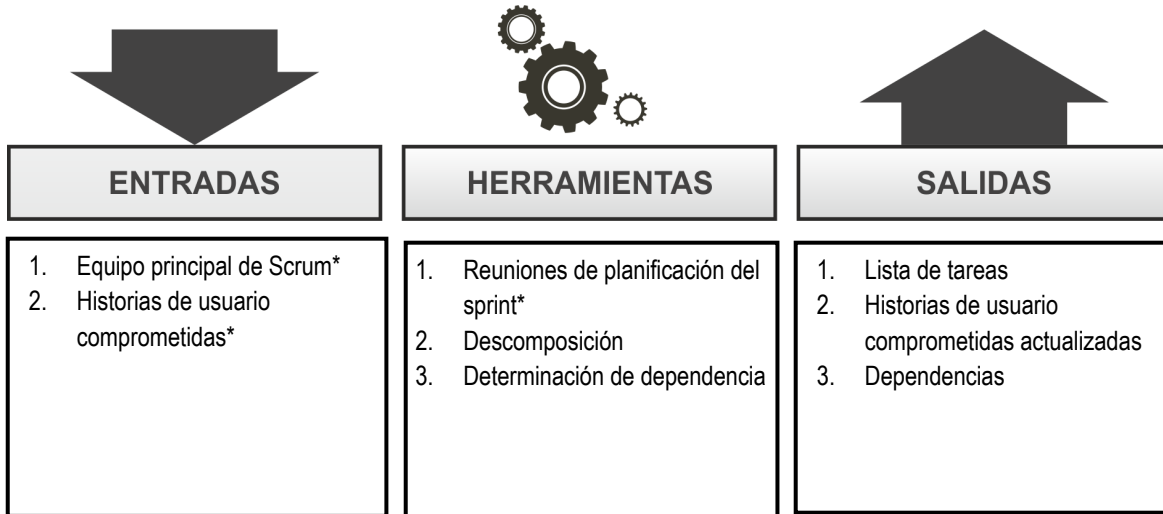 ENTRADAS
1. Equipo principal de Scrum*
2. Historias de usuario
comprometidas*
HERRAMIENTAS
1. Reuniones de planificación del
sprint*
2. Descomposición
3. Determinación de dependencia
SALIDAS
1. Lista de tareas
2. Historias de usuario
comprometidas actualizadas
3. Dependencias